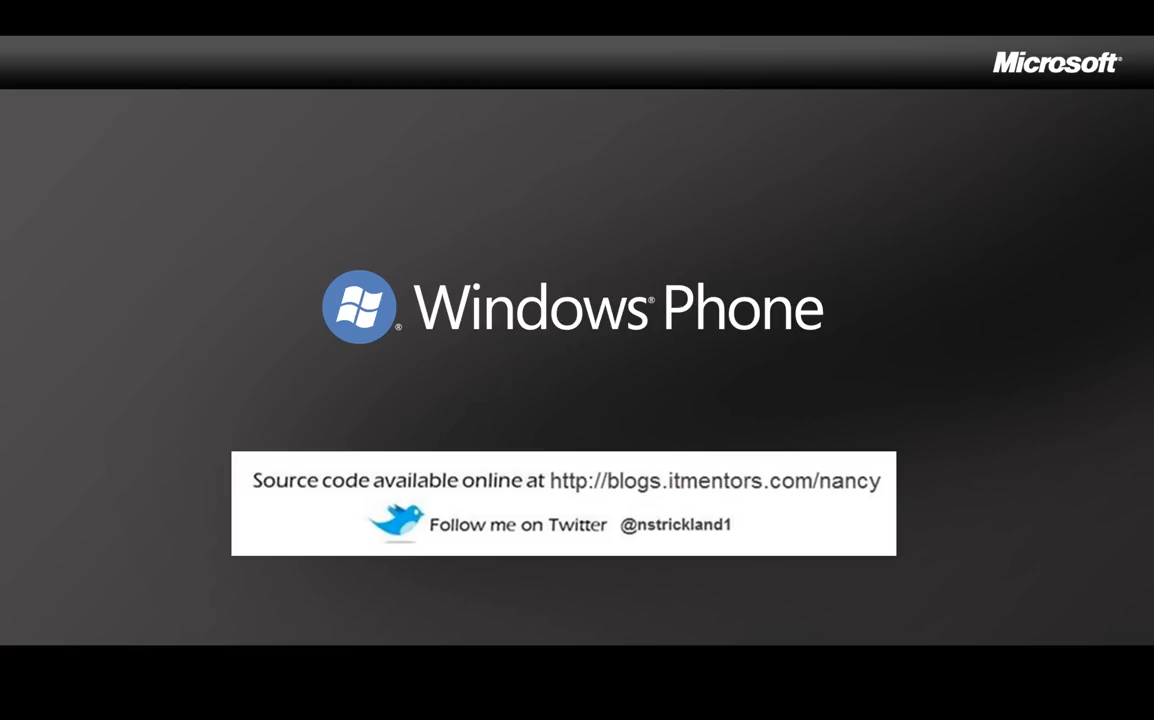 Microsoft®
Windows® Phone
Source code available online at http://blogs.itmentors.com/nancy
Follow me on Twitter @nstrickland1